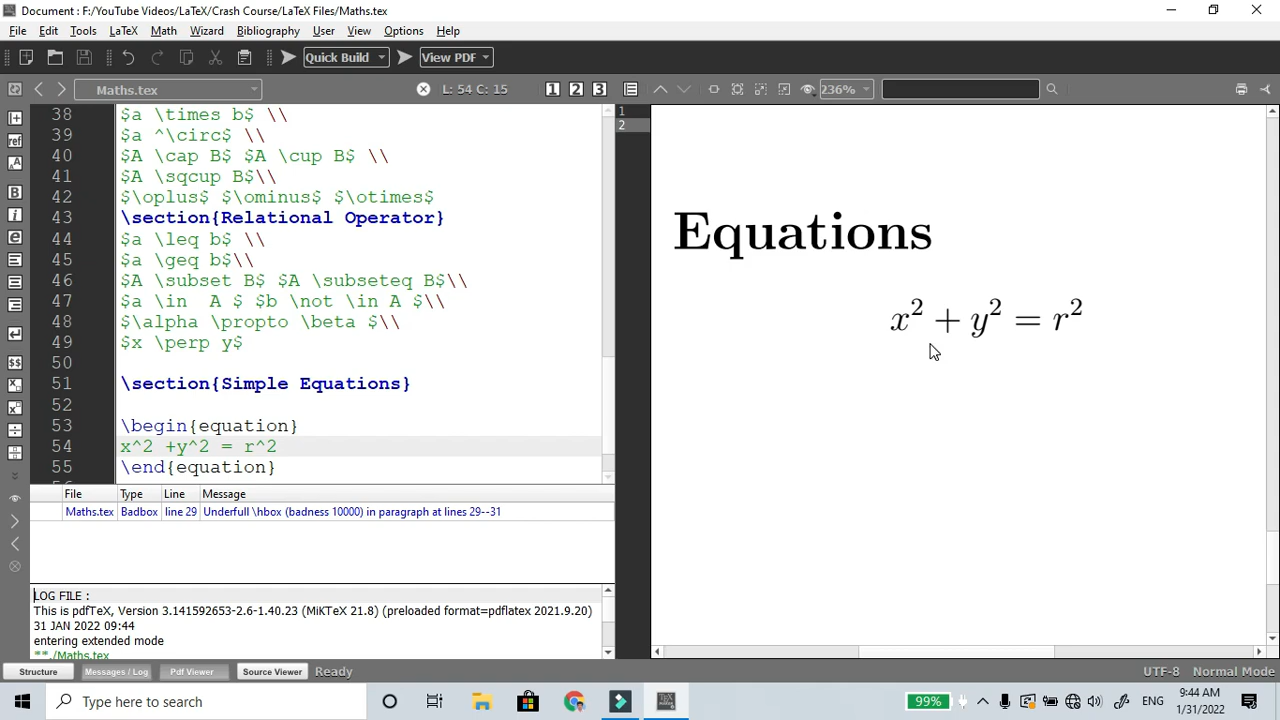 Document : F:/YouTube Videos/LaTeX/Crash Course/LaTeX Files/Maths.tex
File Edit Tools LaTeX Math Wizard Bibliography User View Options Help
Quick Build View PDF
Maths.tex L: 54 C: 15 1 2 3 236%
38 $a \times b$ \\
39 $a ^\circ$ \\
40 $A \cap B$ $A \cup B$ \\
41 $A \sqcup B$\\
42 $\oplus$ $\ominus$ $\otimes$
43 \section{Relational Operator}
44 $a \leq b$ \\
45 $a \geq b$\\
46 $A \subset B$ $A \subseteq B$\\
47 $a \in  A $ $b \not \in A $\\
48 $\alpha \propto \beta $\\
49 $x \perp y$
50
51 \section{Simple Equations}
52
53 \begin{equation}
54 x^2 +y^2 = r^2
55 \end{equation}
1
2
Equations
x² + y² = r²
File Type Line Message
Maths.tex Badbox line 29 Underfull \hbox (badness 10000) in paragraph at lines 29--31
LOG FILE :
This is pdfTeX, Version 3.141592653-2.6-1.40.23 (MiKTeX 21.8) (preloaded format=pdflatex 2021.9.20)
31 JAN 2022 09:44
entering extended mode
**./Maths.tex
Structure Messages / Log Pdf Viewer Source Viewer Ready UTF-8 Normal Mode
Type here to search 99% ENG 9:44 AM
1/31/2022